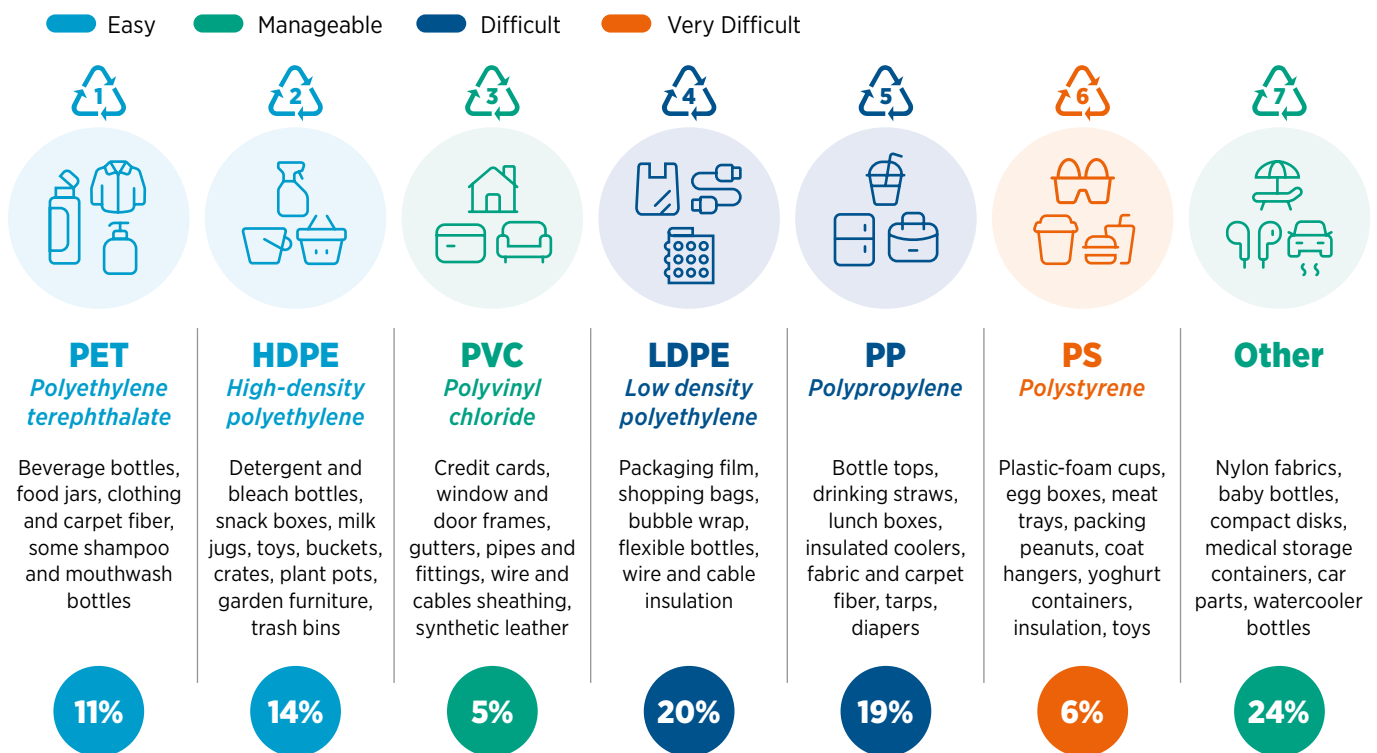 Easy
Manageable
Difficult
Very Difficult
1
2
3
4
5
6
7
PET
Polyethylene
terephthalate
Beverage bottles,
food jars, clothing
and carpet fiber,
some shampoo
and mouthwash
bottles
11%
HDPE
High-density
polyethylene
Detergent and
bleach bottles,
snack boxes, milk
jugs, toys, buckets,
crates, plant pots,
garden furniture,
trash bins
14%
PVC
Polyvinyl
chloride
Credit cards,
window and
door frames,
gutters, pipes and
fittings, wire and
cables sheathing,
synthetic leather
5%
LDPE
Low density
polyethylene
Packaging film,
shopping bags,
bubble wrap,
flexible bottles,
wire and cable
insulation
20%
PP
Polypropylene
Bottle tops,
drinking straws,
lunch boxes,
insulated coolers,
fabric and carpet
fiber, tarps,
diapers
19%
PS
Polystyrene
Plastic-foam cups,
egg boxes, meat
trays, packing
peanuts, coat
hangers, yoghurt
containers,
insulation, toys
6%
Other
Nylon fabrics,
baby bottles,
compact disks,
medical storage
containers, car
parts, watercooler
bottles
24%